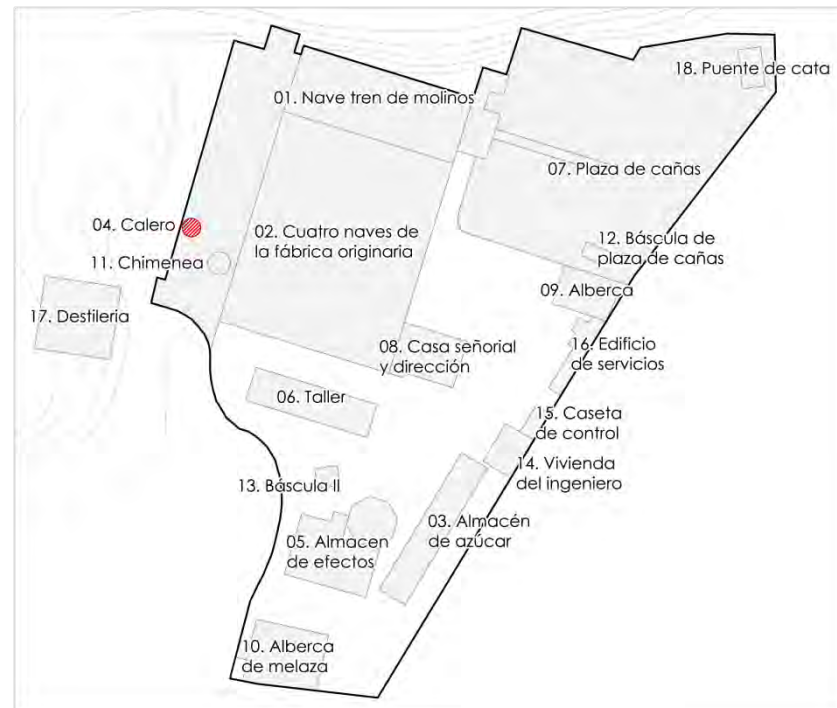 18. Puente de cata
01. Nave tren de molinos
07. Plaza de cañas
04. Calero
02. Cuatro naves de
la fábrica originaria
12. Báscula de
plaza de cañas
11. Chimenea
09. Alberca
17. Destileria
08. Casa señorial
y dirección
16. Edificio
de servicios
06. Taller
15. Caseta
de control
14. Vivienda
del ingeniero
13. Báscula II
03. Almacén
de azúcar
05. Almacen
de efectos
10. Alberca
de melaza